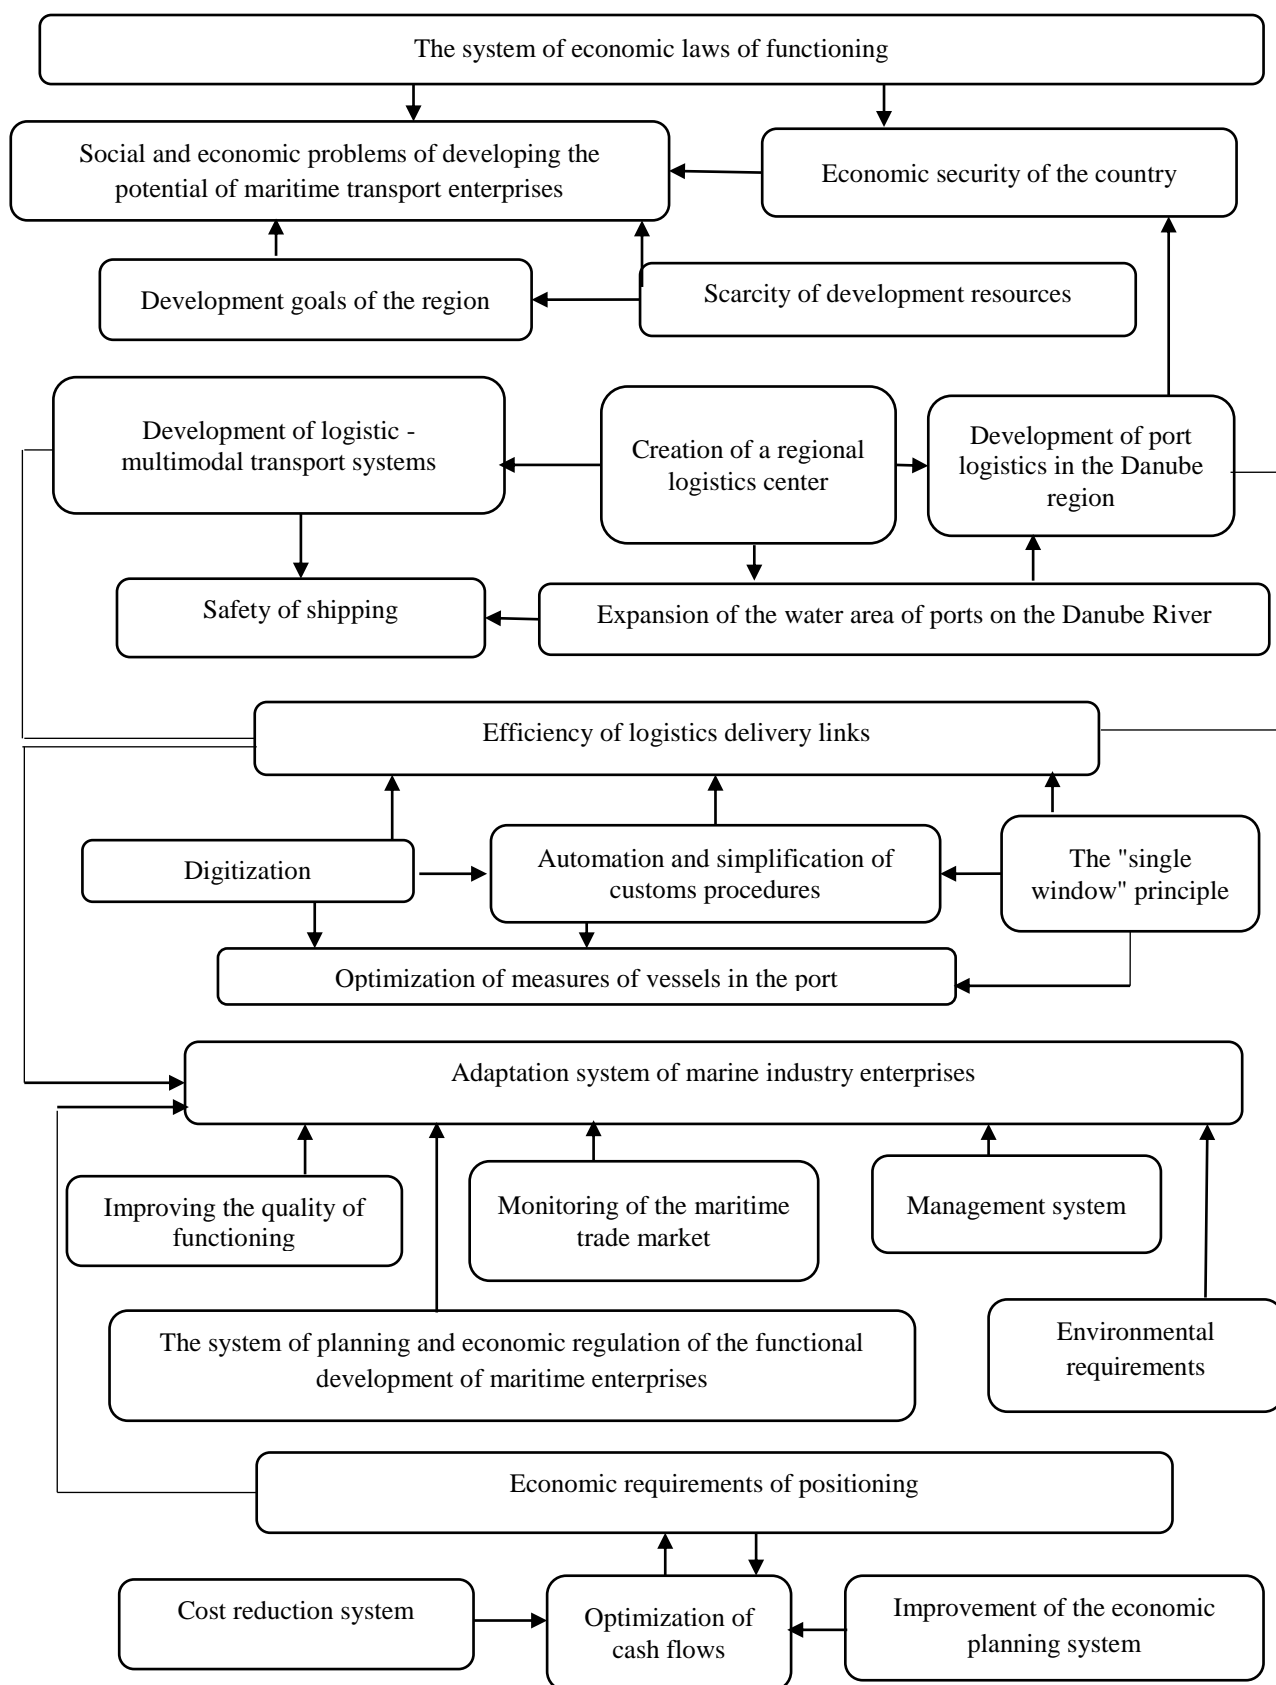 The system of economic laws of functioning
Social and economic problems of developing the
potential of maritime transport enterprises
Economic security of the country
Development goals of the region
Scarcity of development resources
Development of logistic -
multimodal transport systems
Creation of a regional
logistics center
Development of port
logistics in the Danube
region
Safety of shipping
Expansion of the water area of ports on the Danube River
Efficiency of logistics delivery links
Digitization
Automation and simplification of
customs procedures
The "single
window" principle
Optimization of measures of vessels in the port
Adaptation system of marine industry enterprises
Improving the quality of
functioning
Monitoring of the maritime
trade market
Management system
The system of planning and economic regulation of the functional
development of maritime enterprises
Environmental
requirements
Economic requirements of positioning
Cost reduction system
Optimization of
cash flows
Improvement of the economic
planning system